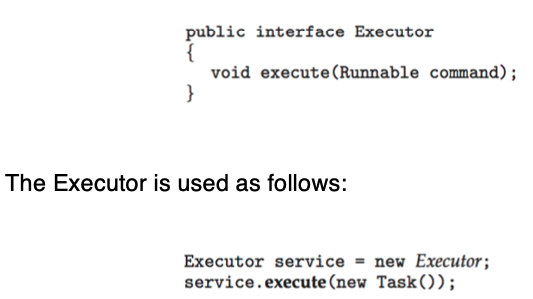 public interface Executor
{
void execute(Runnable command);
}
The Executor is used as follows:
Executor service = new Executor;
service.execute(new Task());